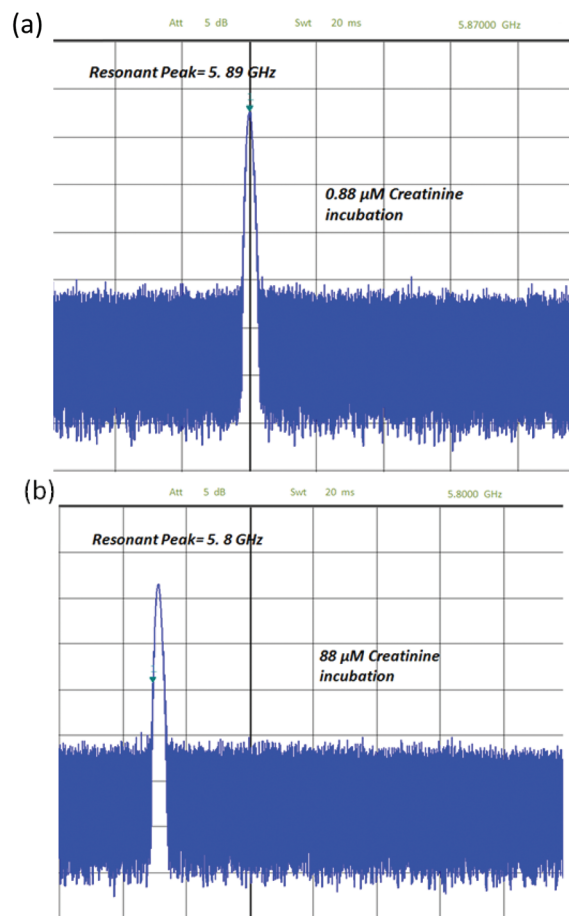 (a)
Att 5 dB Swt 20 ms 5.87000 GHz
Resonant Peak= 5. 89 GHz
0.88 µM Creatinine
incubation
(b)
Att 5 dB Swt 20 ms 5.8000 GHz
Resonant Peak= 5. 8 GHz
88 µM Creatinine
incubation